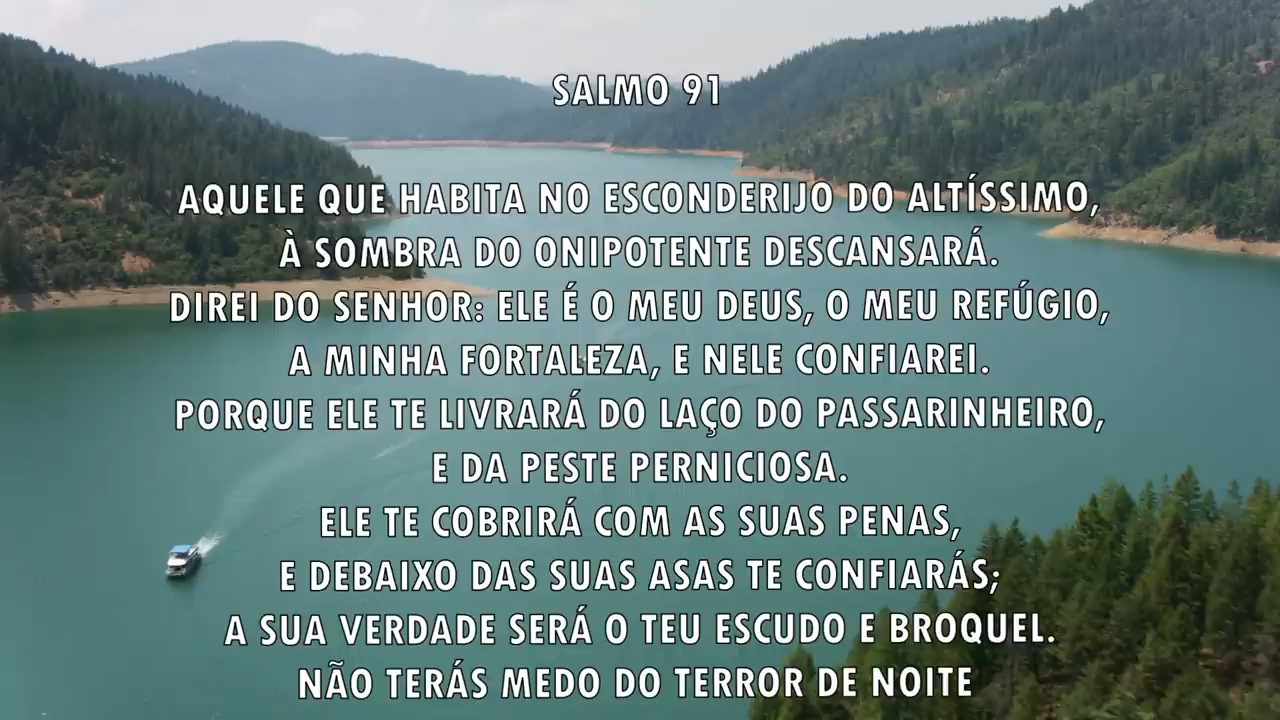 SALMO 91
AQUELE QUE HABITA NO ESCONDERIJO DO ALTÍSSIMO,
À SOMBRA DO ONIPOTENTE DESCANSARÁ.
DIREI DO SENHOR: ELE É O MEU DEUS, O MEU REFÚGIO,
A MINHA FORTALEZA, E NELE CONFIAREI.
PORQUE ELE TE LIVRARÁ DO LAÇO DO PASSARINHEIRO,
E DA PESTE PERNICIOSA.
ELE TE COBRIRÁ COM AS SUAS PENAS,
E DEBAIXO DAS SUAS ASAS TE CONFIARÁS;
A SUA VERDADE SERÁ O TEU ESCUDO E BROQUEL.
NÃO TERÁS MEDO DO TERROR DE NOITE